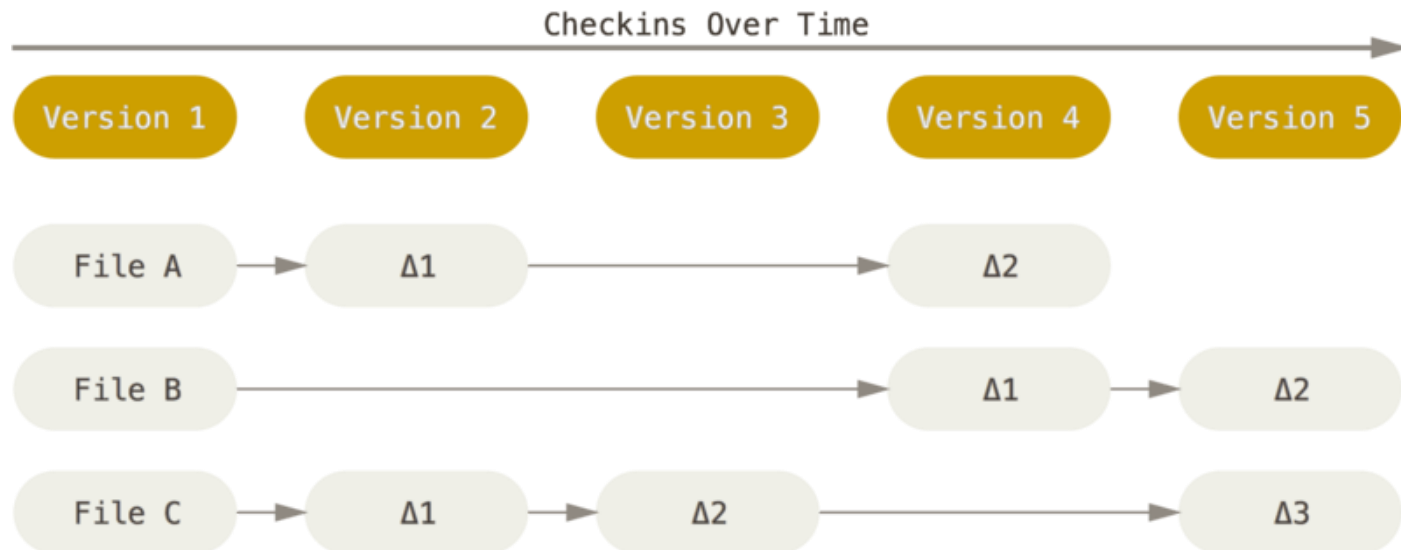 Checkins Over Time
Version 1 Version 2 Version 3 Version 4 Version 5
File A Δ1 Δ2
File B Δ1 Δ2
File C Δ1 Δ2 Δ3